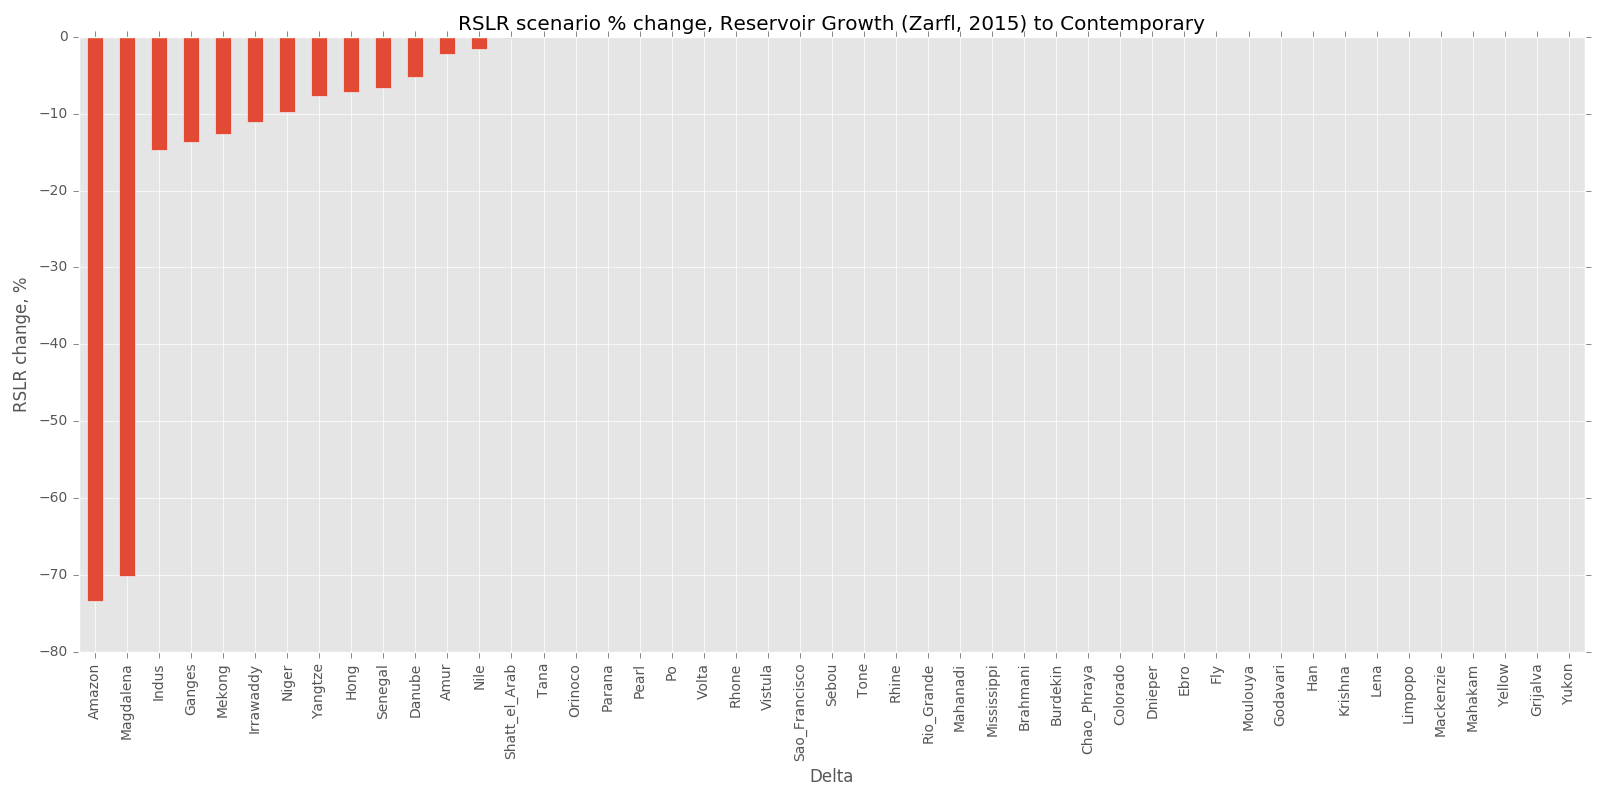 RSLR scenario % change, Reservoir Growth (Zarfl, 2015) to Contemporary
0
−10
−20
−30
−40
−50
−60
−70
−80
RSLR change, %
Amazon
Magdalena
Indus
Ganges
Mekong
Irrawaddy
Niger
Yangtze
Hong
Senegal
Danube
Amur
Nile
Shatt_el_Arab
Tana
Orinoco
Parana
Pearl
Po
Volta
Rhone
Vistula
Sao_Francisco
Sebou
Tone
Rhine
Rio_Grande
Mahanadi
Mississippi
Brahmani
Burdekin
Chao_Phraya
Colorado
Dnieper
Ebro
Fly
Moulouya
Godavari
Han
Krishna
Lena
Limpopo
Mackenzie
Mahakam
Yellow
Grijalva
Yukon
Delta